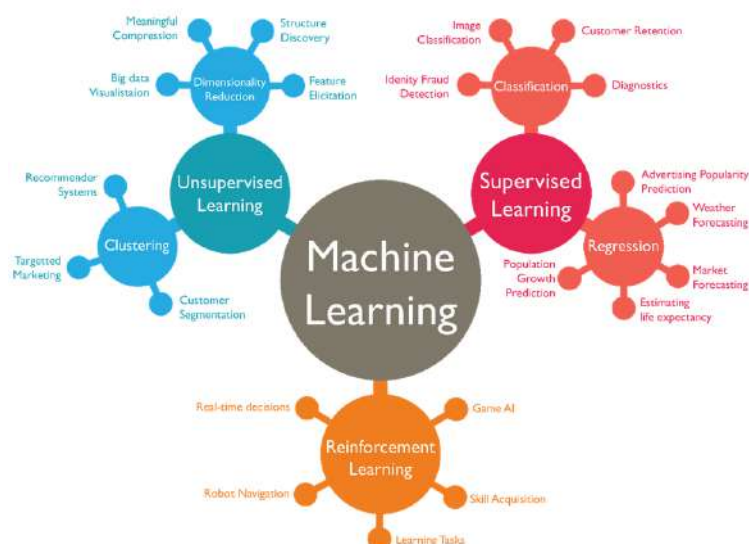 Meaningful
Compression
Structure
Discovery
Big data
Visualistaion
Dimensionality
Reduction
Feature
Elicitation
Unsupervised
Learning
Recommender
Systems
Clustering
Targetted
Marketing
Customer
Segmentation
Image
Classification
Customer Retention
Idenity Fraud
Detection
Classification
Diagnostics
Supervised
Learning
Advertising Popularity
Prediction
Weather
Forecasting
Regression
Population
Growth
Prediction
Market
Forecasting
Estimating
life expectancy
Machine
Learning
Real-time decisions
Game AI
Reinforcement
Learning
Robot Navigation
Skill Acquisition
Learning Tasks